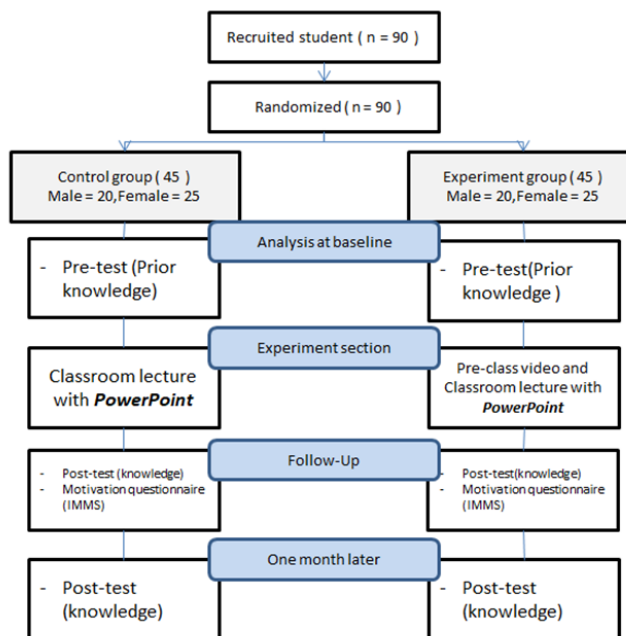 Recruited student ( n = 90)
Randomized ( n = 90)
Control group ( 45)
Male = 20,Female = 25
Experiment group ( 45)
Male = 20,Female = 25
Analysis at baseline
- Pre-test (Prior
knowledge)
- Pre-test(Prior
knowledge )
Experiment section
Classroom lecture
with PowerPoint
Pre-class video and
Classroom lecture with
PowerPoint
Follow-Up
- Post-test (knowledge)
- Motivation questionnaire
(IMMS)
- Post-test(knowledge)
- Motivation questionnaire
(IMMS)
One month later
- Post-test
(knowledge)
- Post-test
(knowledge)